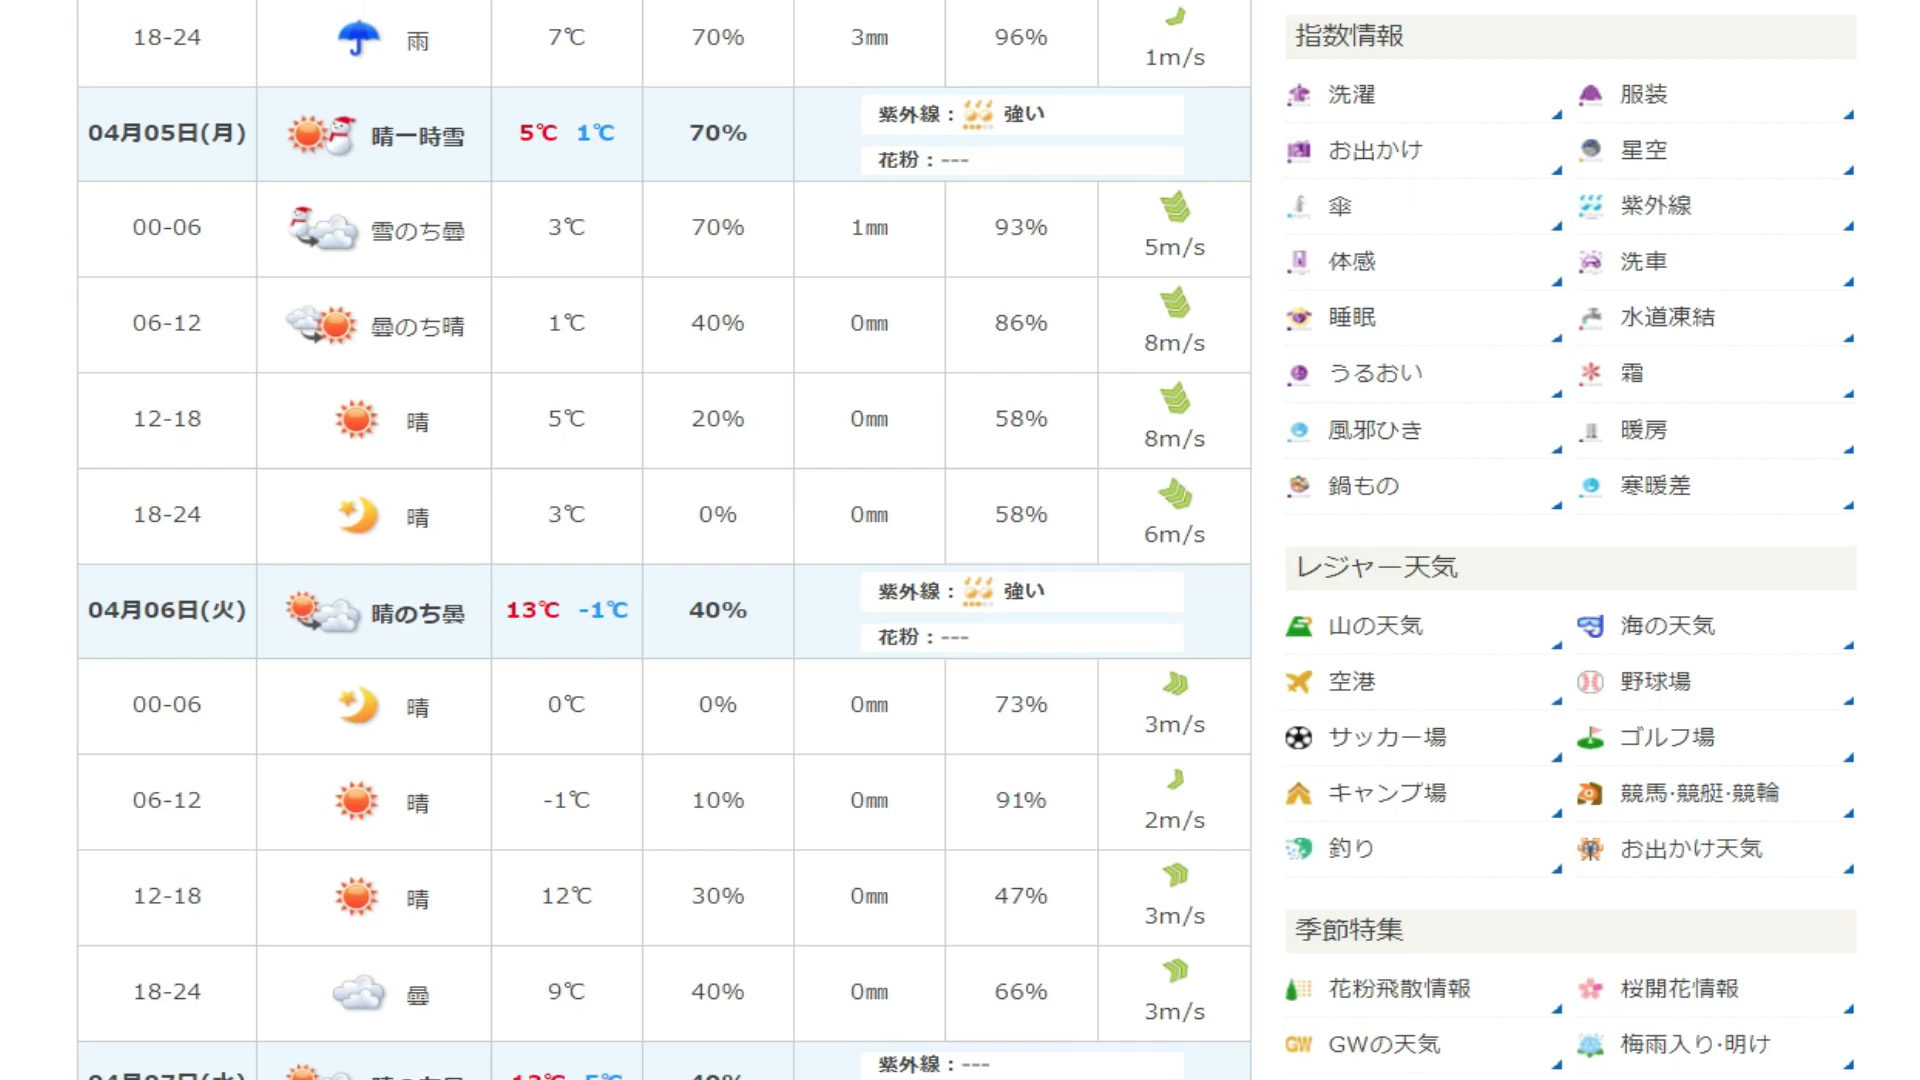 18-24 雨 7℃ 70% 3mm 96% 1m/s
04月05日(月) 晴一時雪 5℃ 1℃ 70% 紫外線：強い
花粉：---
00-06 雪のち曇 3℃ 70% 1mm 93% 5m/s
06-12 曇のち晴 1℃ 40% 0mm 86% 8m/s
12-18 晴 5℃ 20% 0mm 58% 8m/s
18-24 晴 3℃ 0% 0mm 58% 6m/s
04月06日(火) 晴のち曇 13℃ -1℃ 40% 紫外線：強い
花粉：---
00-06 晴 0℃ 0% 0mm 73% 3m/s
06-12 晴 -1℃ 10% 0mm 91% 2m/s
12-18 晴 12℃ 30% 0mm 47% 3m/s
18-24 曇 9℃ 40% 0mm 66% 3m/s
紫外線：---
指数情報
洗濯 服装
お出かけ 星空
傘 紫外線
体感 洗車
睡眠 水道凍結
うるおい 霜
風邪ひき 暖房
鍋もの 寒暖差
レジャー天気
山の天気 海の天気
空港 野球場
サッカー場 ゴルフ場
キャンプ場 競馬·競艇·競輪
釣り お出かけ天気
季節特集
花粉飛散情報 桜開花情報
GW GWの天気 梅雨入り·明け